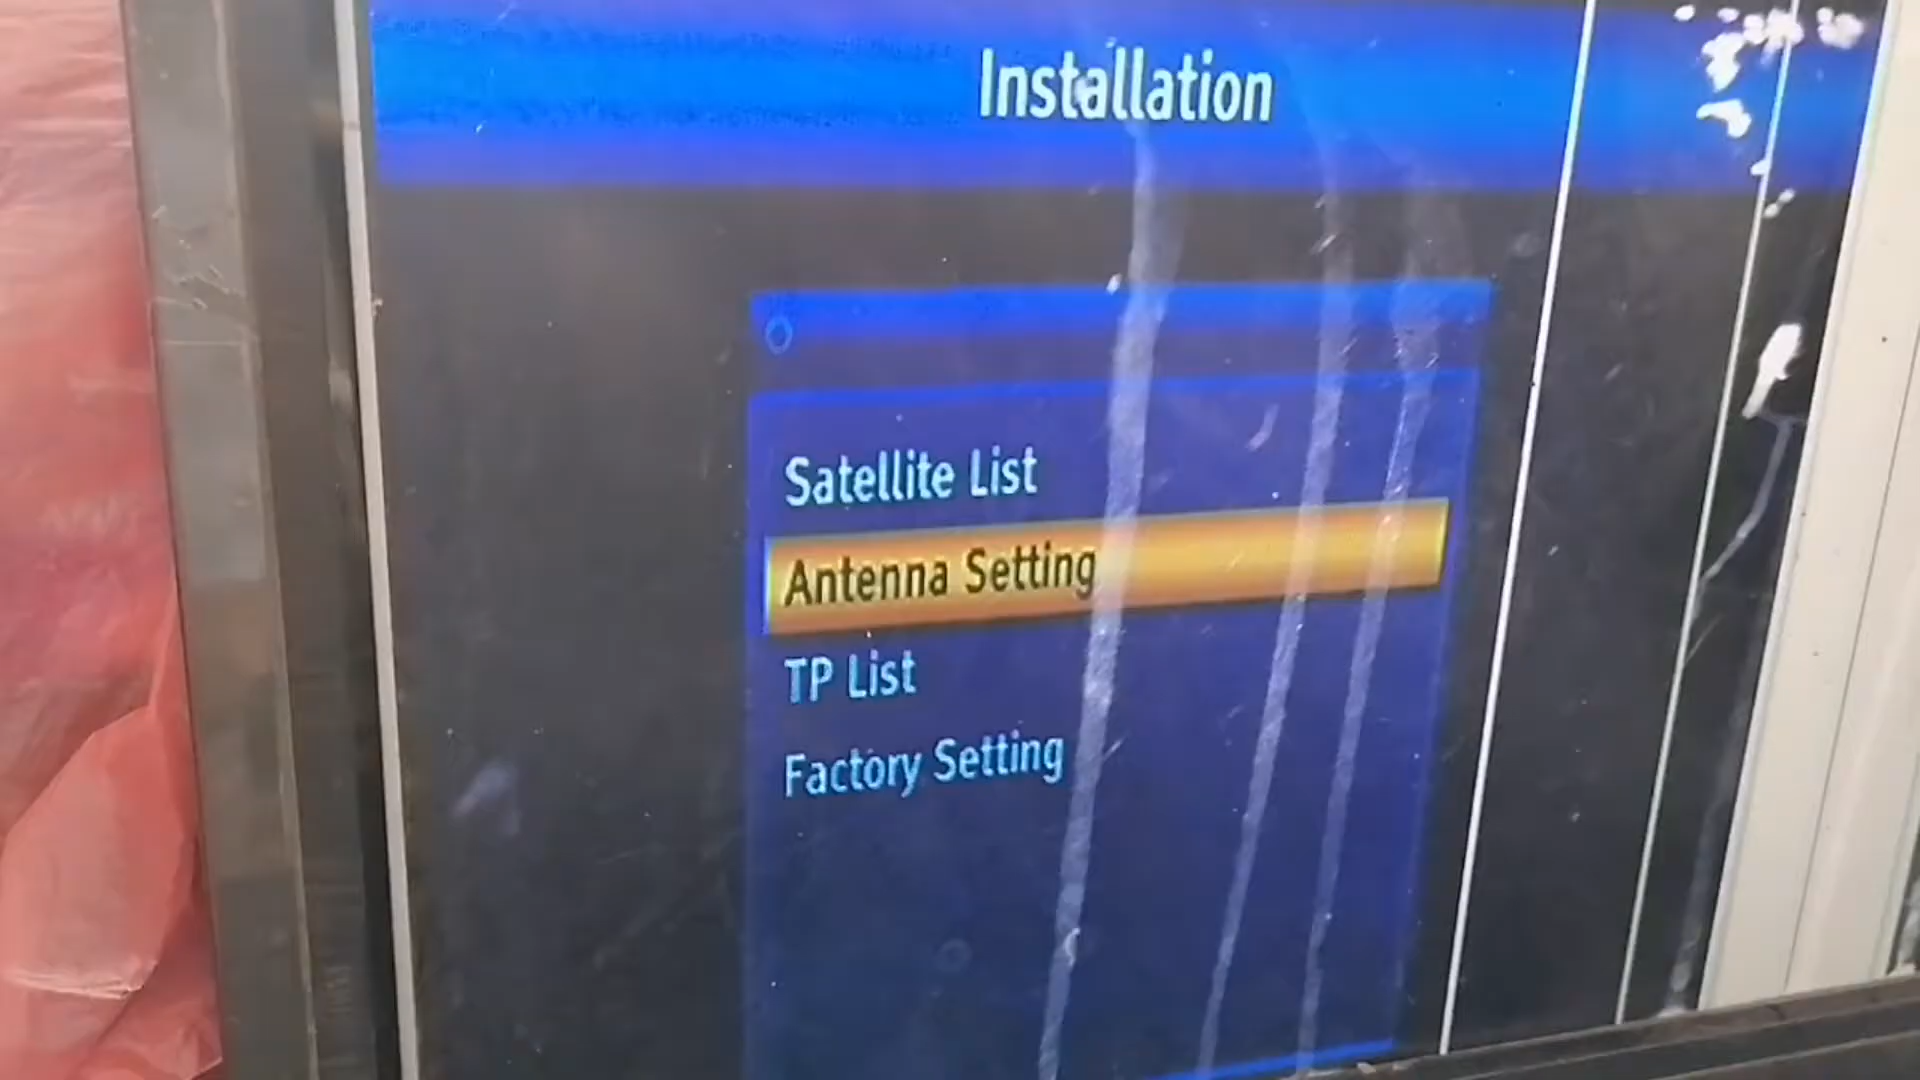 Installation
Satellite List
Antenna Setting
TP List
Factory Setting